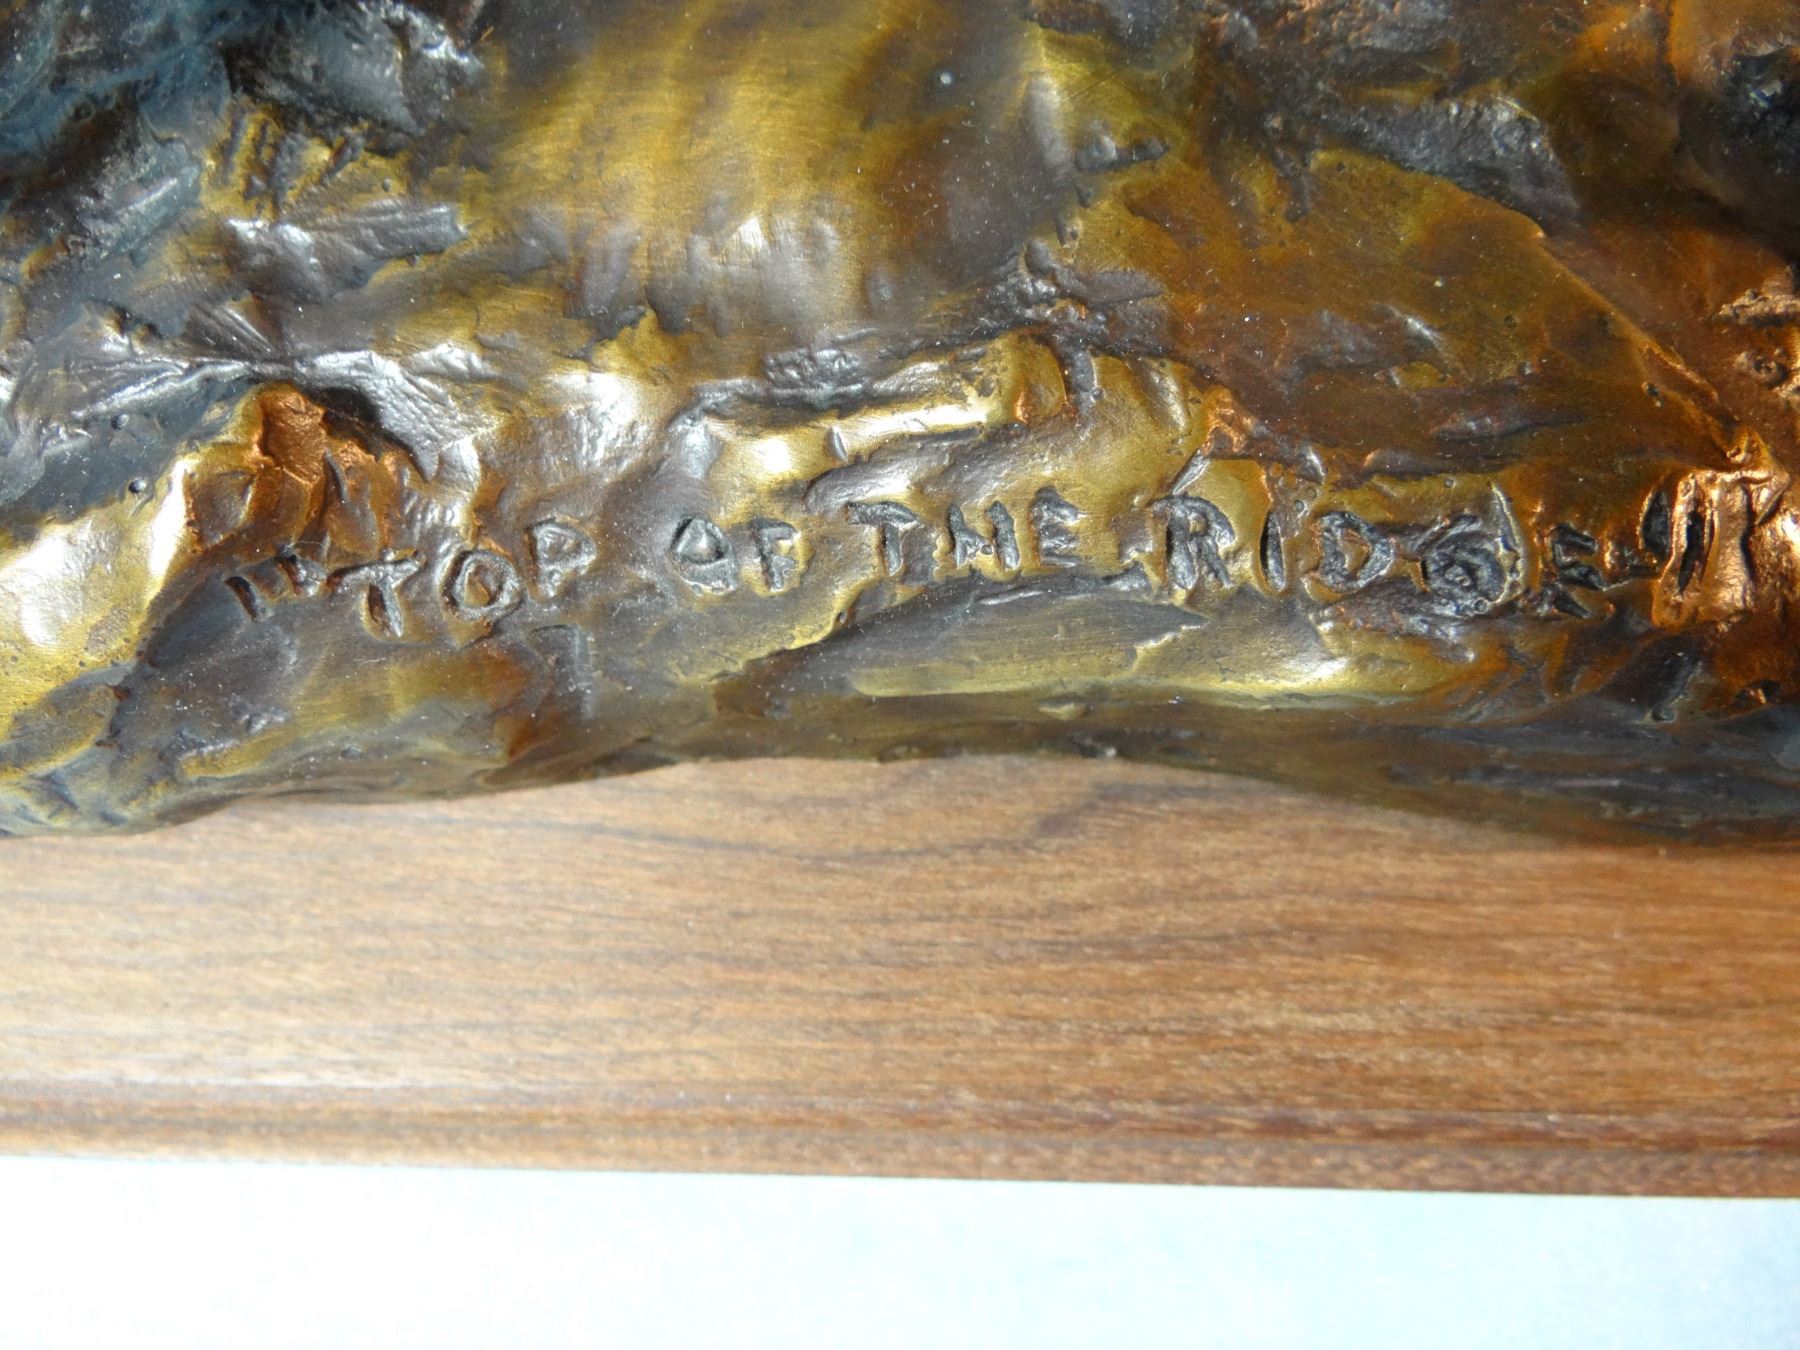 "TOP OF THE RIDGE"